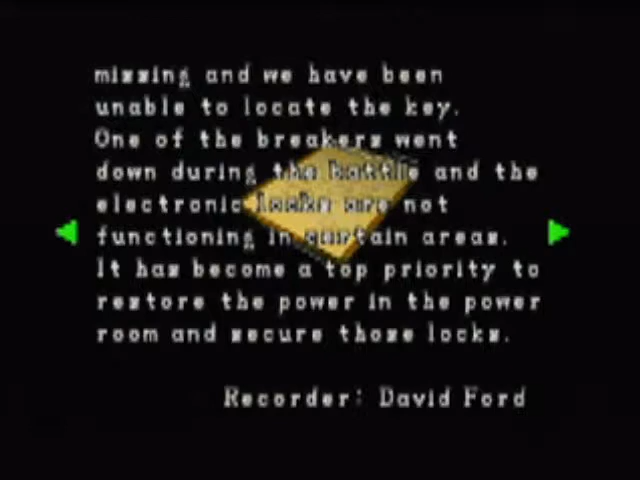 missing and we have been
unable to locate the key.
One of the breakers went
down during the battle and the
electronic locks are not
functioning in certain areas.
It has become a top priority to
restore the power in the power
room and secure those locks.
Recorder: David Ford